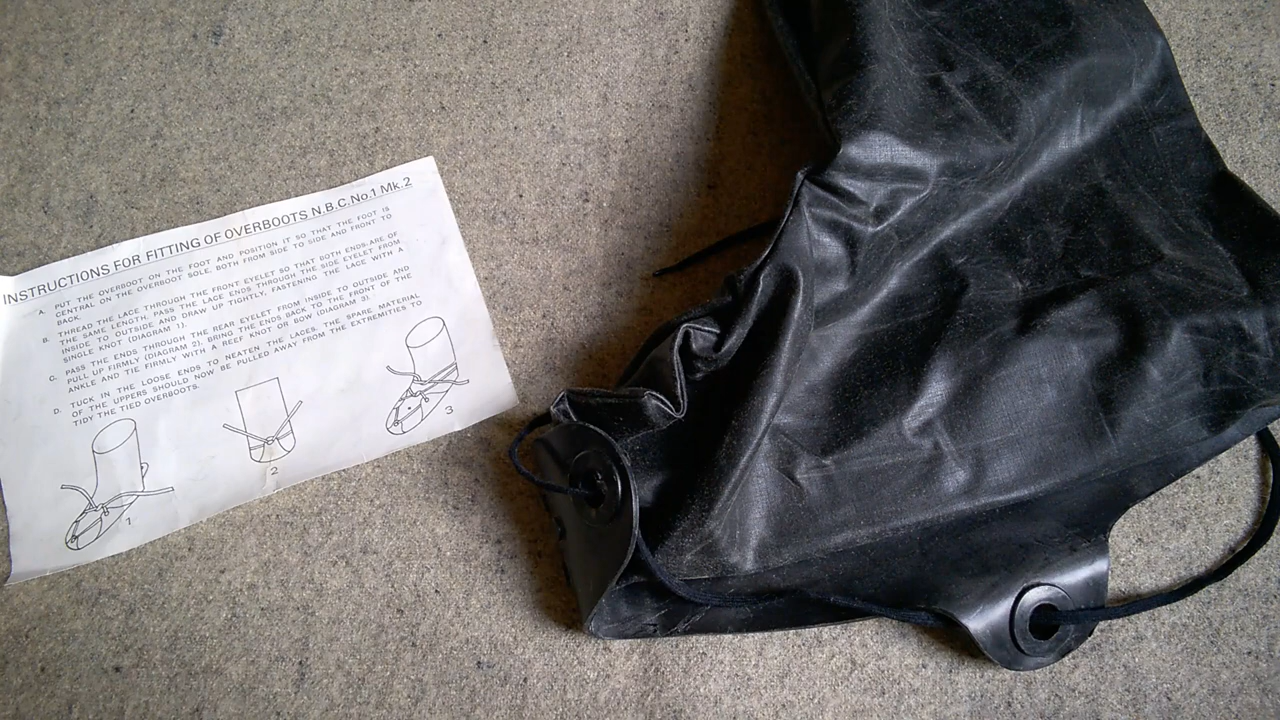 INSTRUCTIONS FOR FITTING OF OVERBOOTS N.B.C.No.1 Mk.2
A. PUT THE OVERBOOT ON THE FOOT AND POSITION IT SO THAT THE FOOT IS
CENTRAL ON THE OVERBOOT SOLE, BOTH FROM SIDE TO SIDE AND FRONT TO
BACK.
B. THREAD THE LACE THROUGH THE FRONT EYELET SO THAT BOTH ENDS ARE OF
THE SAME LENGTH. PASS THE LACE ENDS THROUGH THE SIDE EYELET FROM
INSIDE TO OUTSIDE AND DRAW UP TIGHTLY, FASTENING THE LACE WITH A
SINGLE KNOT (DIAGRAM 1).
C. PASS THE ENDS THROUGH THE REAR EYELET FROM INSIDE TO OUTSIDE AND
PULL UP FIRMLY (DIAGRAM 2). BRING THE ENDS BACK TO THE FRONT OF THE
ANKLE AND TIE FIRMLY WITH A REEF KNOT OR BOW (DIAGRAM 3).
D. TUCK IN THE LOOSE ENDS TO NEATEN THE LACES. THE SPARE MATERIAL
OF THE UPPERS SHOULD NOW BE PULLED AWAY FROM THE EXTREMITIES TO
TIDY THE TIED OVERBOOTS.
1
2
3